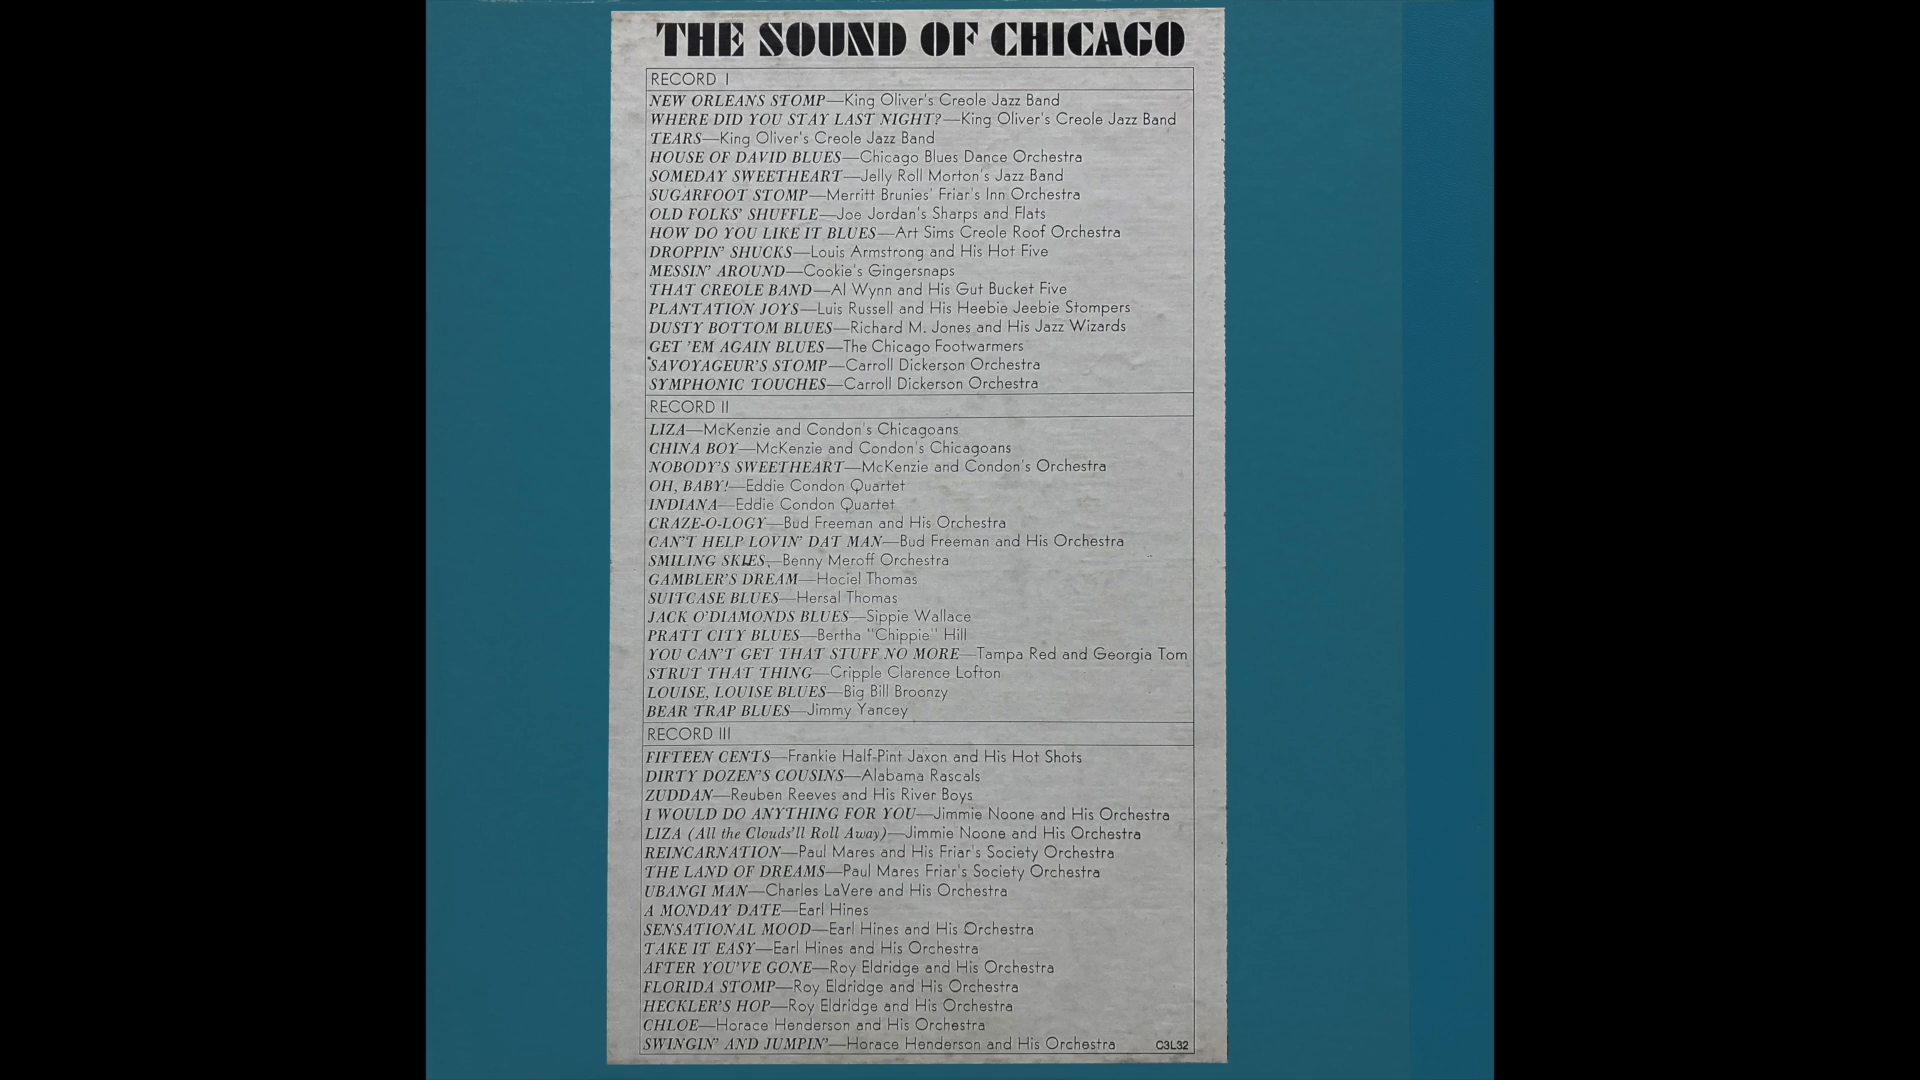 THE SOUND OF CHICAGO
RECORD I
NEW ORLEANS STOMP—King Oliver's Creole Jazz Band
WHERE DID YOU STAY LAST NIGHT?—King Oliver's Creole Jazz Band
TEARS—King Oliver's Creole Jazz Band
HOUSE OF DAVID BLUES—Chicago Blues Dance Orchestra
SOMEDAY SWEETHEART—Jelly Roll Morton's Jazz Band
SUGARFOOT STOMP—Merritt Brunies' Friar's Inn Orchestra
OLD FOLKS' SHUFFLE—Joe Jordan's Sharps and Flats
HOW DO YOU LIKE IT BLUES—Art Sims Creole Roof Orchestra
DROPPIN' SHUCKS—Louis Armstrong and His Hot Five
MESSIN' AROUND—Cookie's Gingersnaps
THAT CREOLE BAND—Al Wynn and His Gut Bucket Five
PLANTATION JOYS—Luis Russell and His Heebie Jeebie Stompers
DUSTY BOTTOM BLUES—Richard M. Jones and His Jazz Wizards
GET 'EM AGAIN BLUES—The Chicago Footwarmers
SAVOYAGEUR'S STOMP—Carroll Dickerson Orchestra
SYMPHONIC TOUCHES—Carroll Dickerson Orchestra
RECORD II
LIZA—McKenzie and Condon's Chicagoans
CHINA BOY—McKenzie and Condon's Chicagoans
NOBODY'S SWEETHEART—McKenzie and Condon's Orchestra
OH, BABY!—Eddie Condon Quartet
INDIANA—Eddie Condon Quartet
CRAZE-O-LOGY—Bud Freeman and His Orchestra
CAN'T HELP LOVIN' DAT MAN—Bud Freeman and His Orchestra
SMILING SKIES,—Benny Meroff Orchestra
GAMBLER'S DREAM—Hociel Thomas
SUITCASE BLUES—Hersal Thomas
JACK O'DIAMONDS BLUES—Sippie Wallace
PRATT CITY BLUES—Bertha "Chippie" Hill
YOU CAN'T GET THAT STUFF NO MORE—Tampa Red and Georgia Tom
STRUT THAT THING—Cripple Clarence Lofton
LOUISE, LOUISE BLUES—Big Bill Broonzy
BEAR TRAP BLUES—Jimmy Yancey
RECORD III
FIFTEEN CENTS—Frankie Half-Pint Jaxon and His Hot Shots
DIRTY DOZEN'S COUSINS—Alabama Rascals
ZUDDAN—Reuben Reeves and His River Boys
I WOULD DO ANYTHING FOR YOU—Jimmie Noone and His Orchestra
LIZA (All the Clouds'll Roll Away)—Jimmie Noone and His Orchestra
REINCARNATION—Paul Mares and His Friar's Society Orchestra
THE LAND OF DREAMS—Paul Mares Friar's Society Orchestra
UBANGI MAN—Charles LaVere and His Orchestra
A MONDAY DATE—Earl Hines
SENSATIONAL MOOD—Earl Hines and His Orchestra
TAKE IT EASY—Earl Hines and His Orchestra
AFTER YOU'VE GONE—Roy Eldridge and His Orchestra
FLORIDA STOMP—Roy Eldridge and His Orchestra
HECKLER'S HOP—Roy Eldridge and His Orchestra
CHLOE—Horace Henderson and His Orchestra
SWINGIN' AND JUMPIN'—Horace Henderson and His Orchestra C3L32